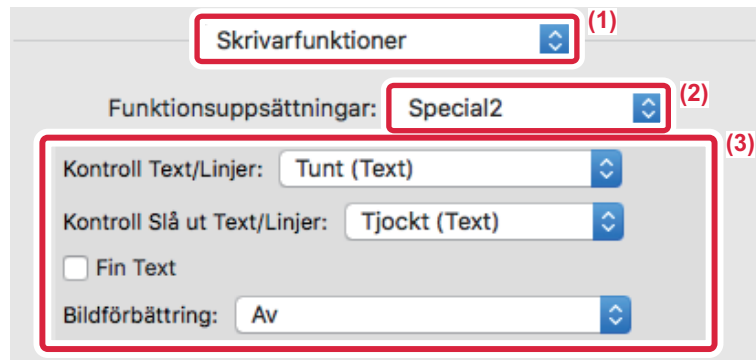 Skrivarfunktioner (1)
Funktionsuppsättningar: Special2 (2)
(3)
Kontroll Text/Linjer: Tunt (Text)
Kontroll Slå ut Text/Linjer: Tjockt (Text)
Fin Text
Bildförbättring: Av